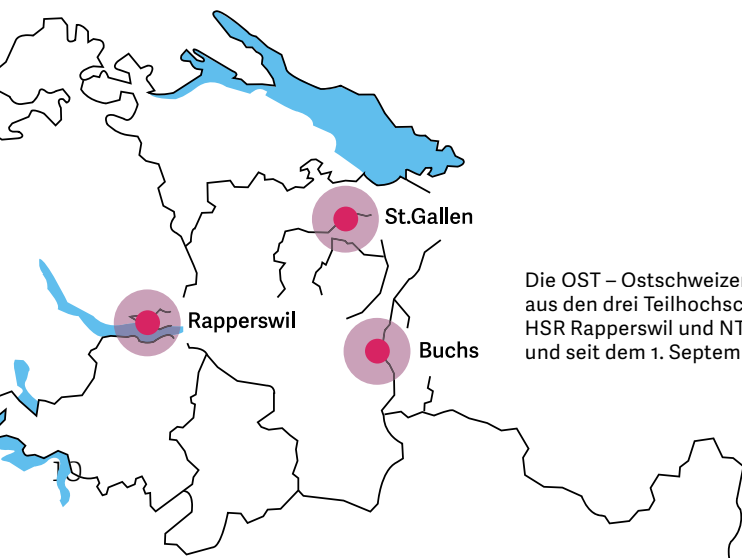 St.Gallen
Rapperswil
Buchs
Die OST – Ostschweizer
aus den drei Teilhochsc
HSR Rapperswil und NT
und seit dem 1. Septem